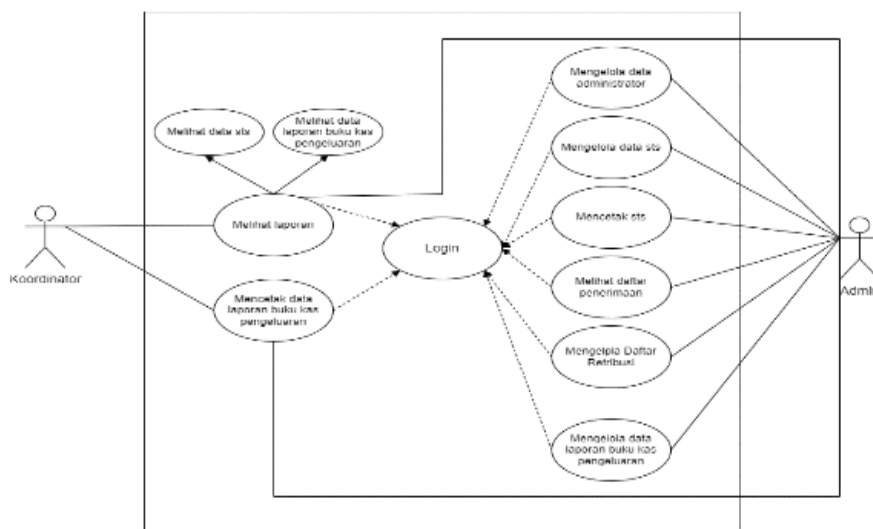 Mengelola data
administrator
Melihat data sts
Melihat data
laporan buku kas
pengeluaran
Mengelola data sts
Melihat laporan
Mencetak sts
Login
Koordinator
Mencetak data
laporan buku kas
pengeluaran
Melihat daftar
penerimaan
Admin
Mengelpla Daftar
Retribusi
Mengelola data
laporan buku kas
pengeluaran